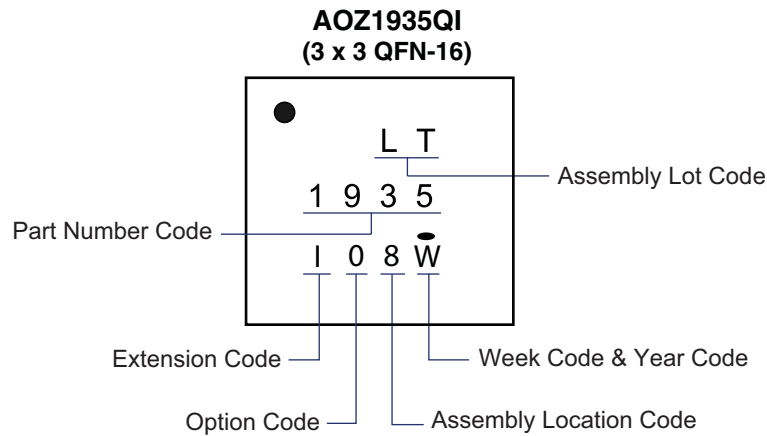 AOZ1935QI
(3 x 3 QFN-16)
L T
Assembly Lot Code
1 9 3 5
Part Number Code
I 0 8 W
Extension Code
Week Code & Year Code
Option Code
Assembly Location Code